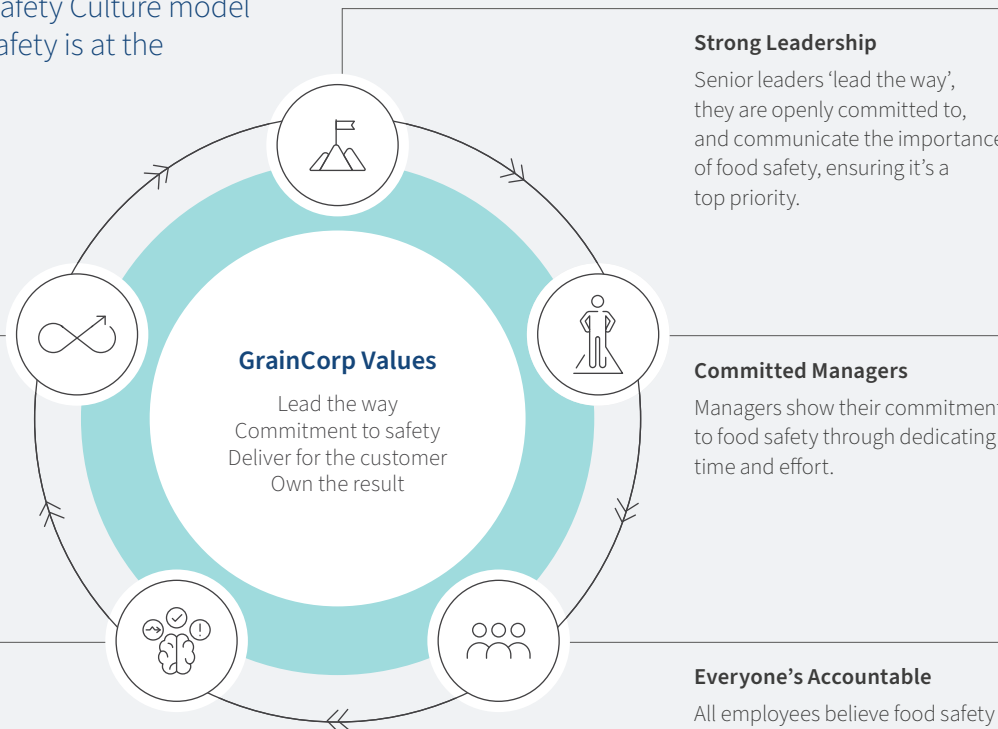 afety Culture model
afety is at the
Strong Leadership
Senior leaders ‘lead the way’,
they are openly committed to,
and communicate the importance
of food safety, ensuring it’s a
top priority.
GrainCorp Values
Lead the way
Commitment to safety
Deliver for the customer
Own the result
Committed Managers
Managers show their commitment
to food safety through dedicating
time and effort.
Everyone’s Accountable
All employees believe food safety